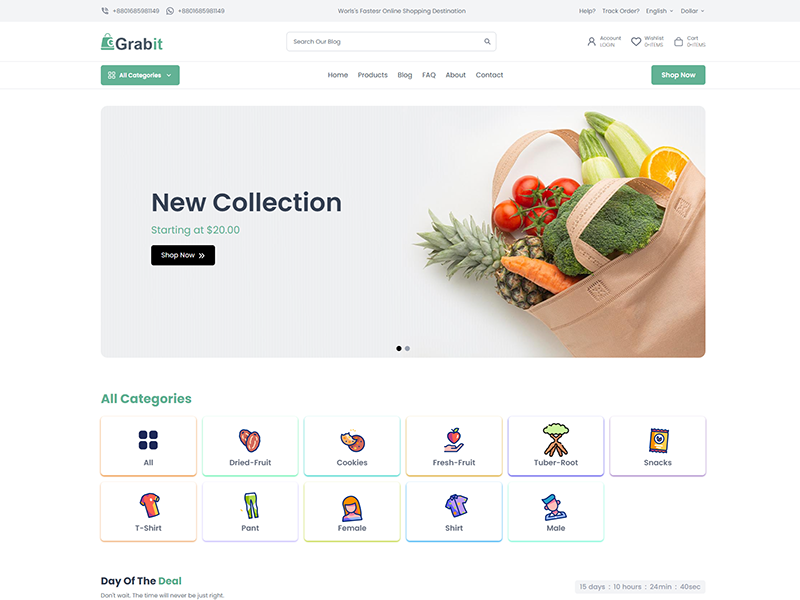 +8801685981149 +8801685981149 Worls's Fastesr Online Shopping Destination Help? Track Order? English Dollar
Grabit
Search Our Blog
Account
LOGIN
Wishlist
0-ITEMS
Cart
0-ITEMS
All Categories
Home Products Blog FAQ About Contact
Shop Now
New Collection
Starting at $20.00
Shop Now
All Categories
All Dried-Fruit Cookies Fresh-Fruit Tuber-Root Snacks
T-Shirt Pant Female Shirt Male
Day Of The Deal
Don't wait. The time will never be just right.
15 days : 10 hours : 24min : 40sec